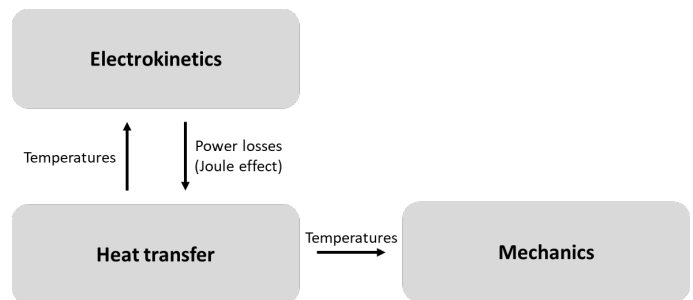 Electrokinetics
Temperatures
Power losses
(Joule effect)
Heat transfer
Temperatures
Mechanics